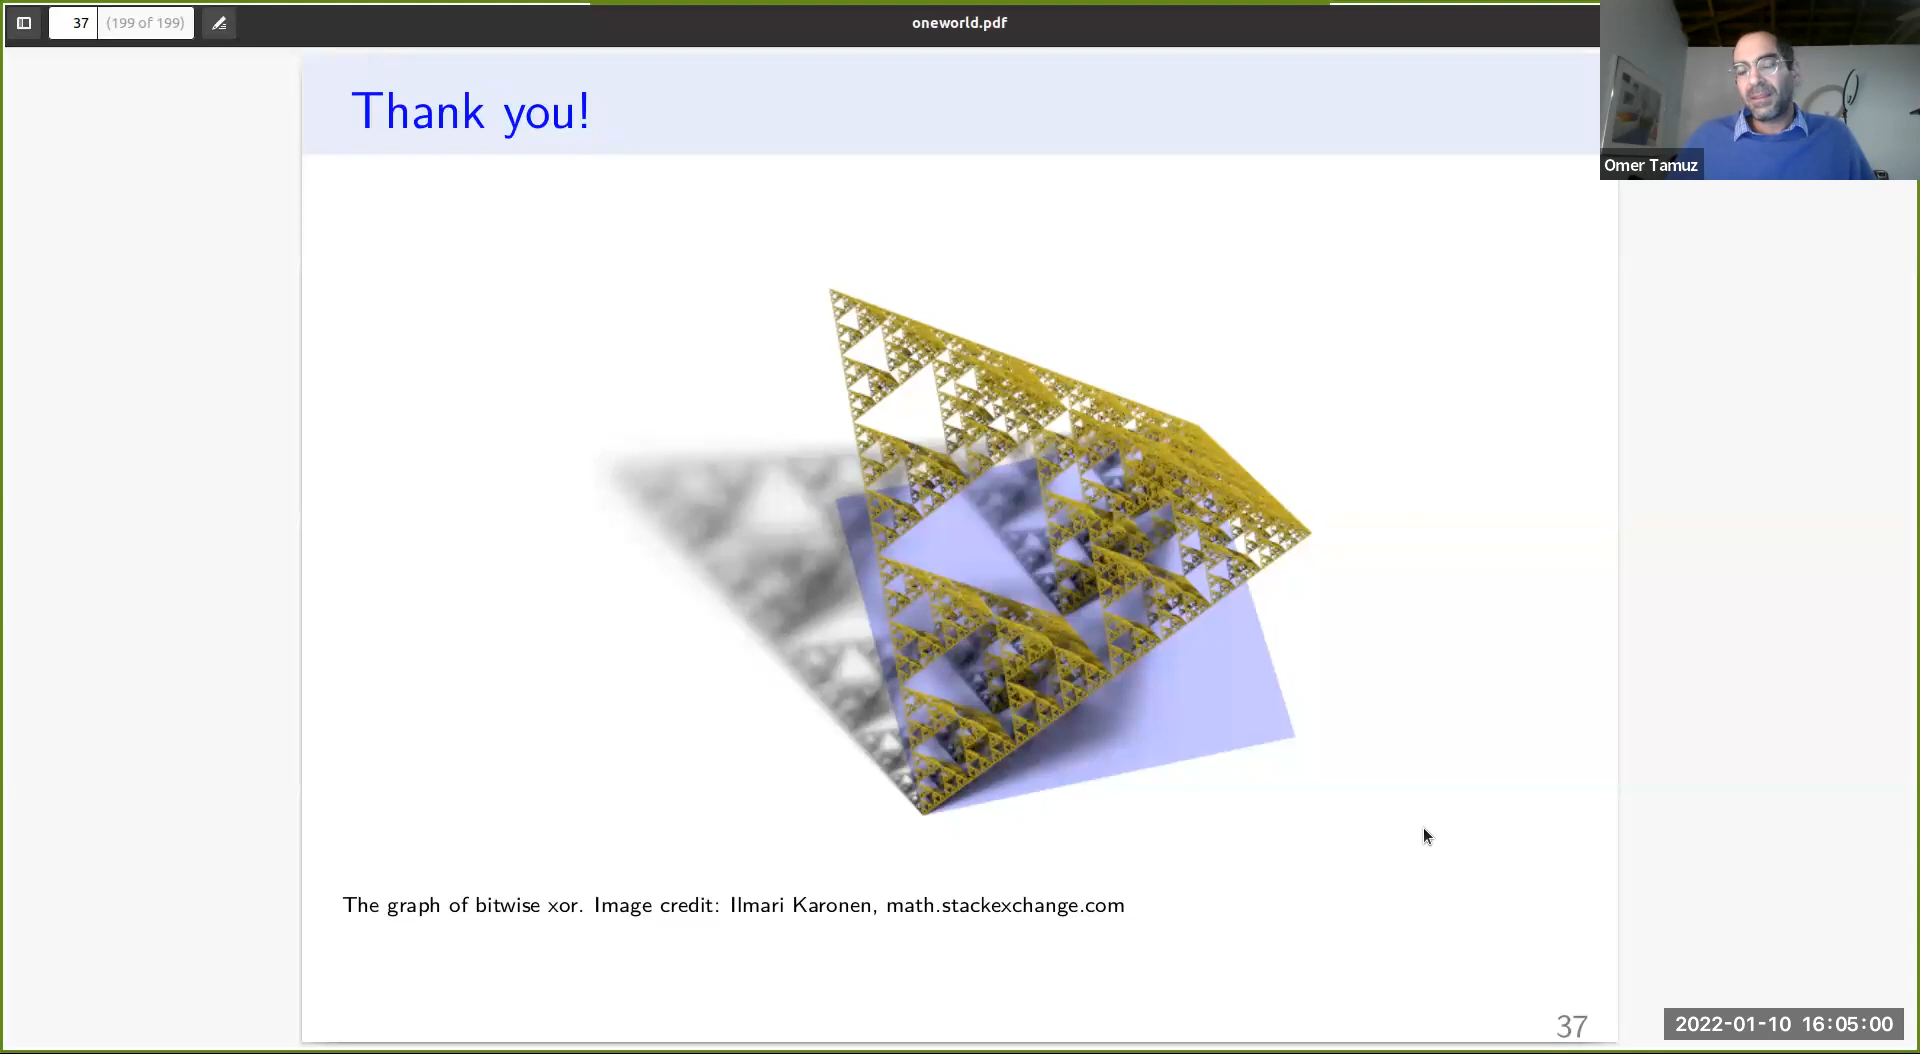 37 (199 of 199) oneworld.pdf
Thank you!
Omer Tamuz
The graph of bitwise xor. Image credit: Ilmari Karonen, math.stackexchange.com
37
2022-01-10 16:05:00